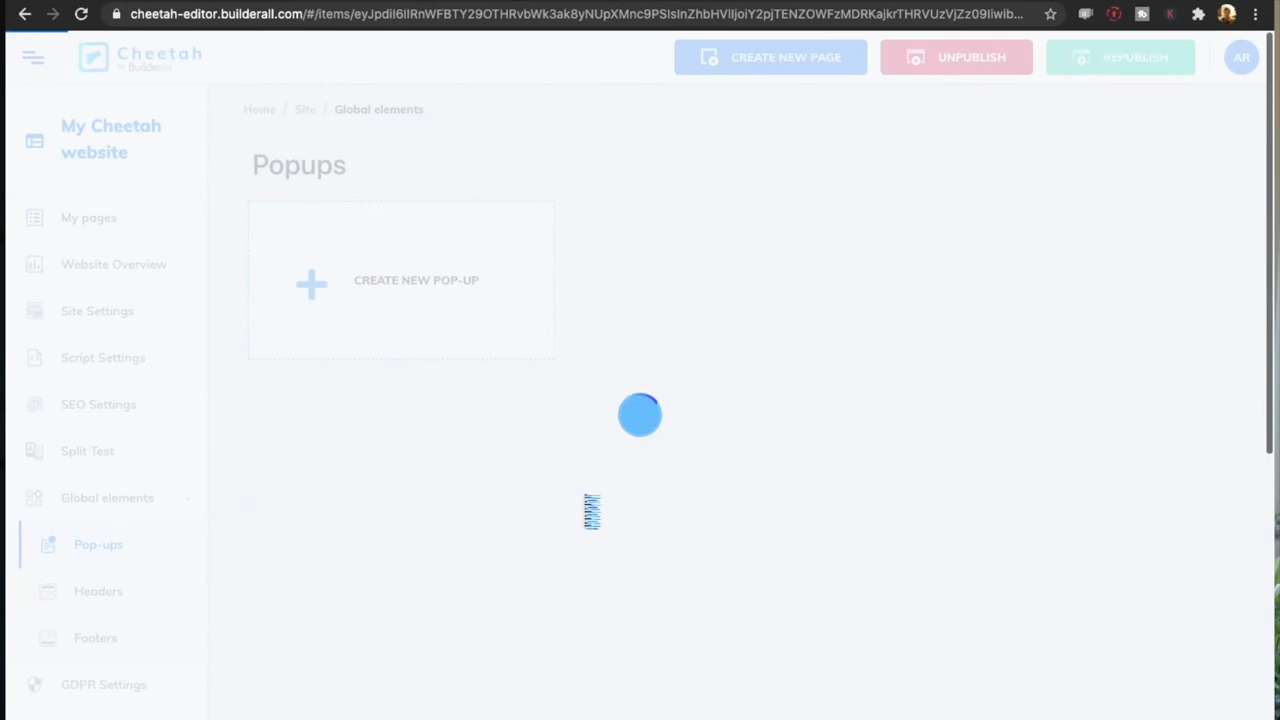 cheetah-editor.builderall.com/#/items/eyJpdiI6IlRnWFBTY29OTHRvbWk3ak8yNUpXMnc9PSIsInZhbHVlIjoiY2pjTENZOWFzMDRKajkrTHRVUzVjZz09Iiwib...
Cheetah
BY Builderall
CREATE NEW PAGE
UNPUBLISH
REPUBLISH
AR
My Cheetah
website
Home / Site / Global elements
Popups
CREATE NEW POP-UP
My pages
Website Overview
Site Settings
Script Settings
SEO Settings
Split Test
Global elements
Pop-ups
Headers
Footers
GDPR Settings